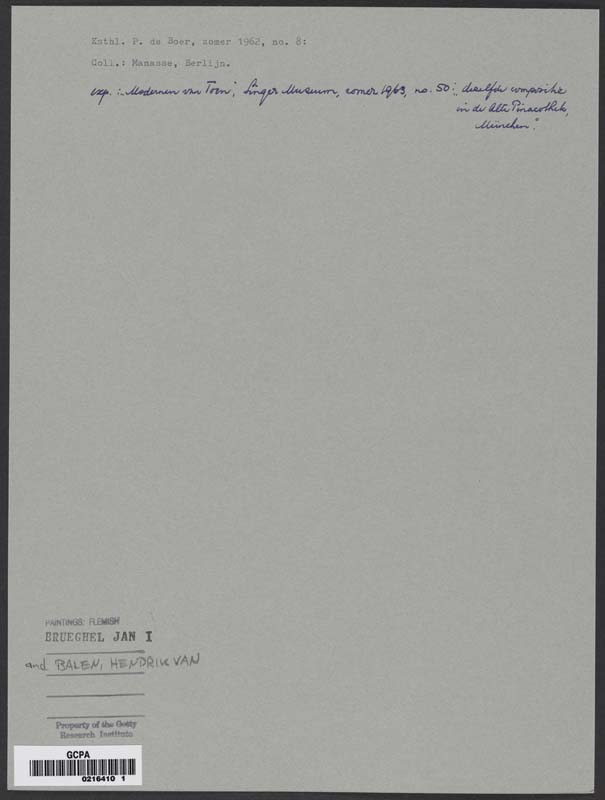 Ksthl. P. de Boer, zomer 1962, no. 8:
Coll.: Manasse, Berlijn.
exp. : "Modernen van Toen", Singer Museum, zomer 1963, no. 50: "dezelfde compositie
in de Alte Pinacothek,
München".
PAINTINGS: FLEMISH
BRUEGHEL JAN I
and BALEN, HENDRIK VAN
Property of the Getty
Research Institute
GCPA
0216410 1